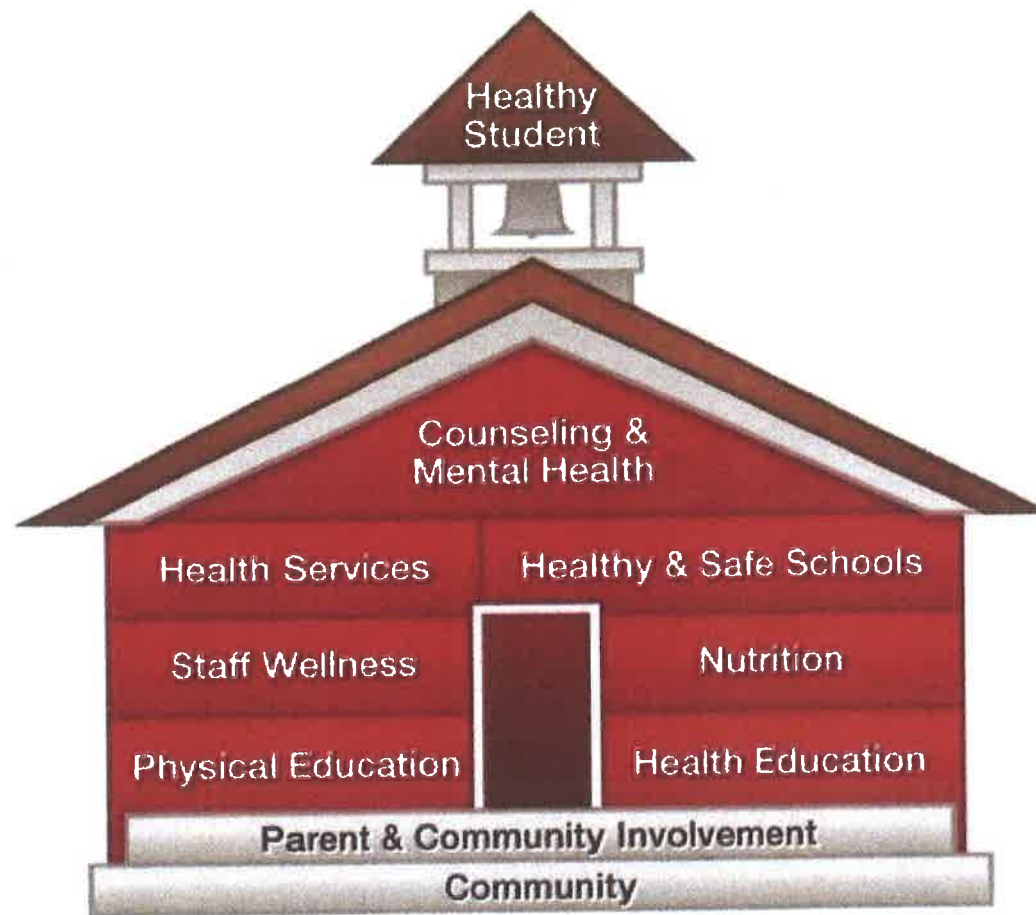 Healthy
Student
Counseling &
Mental Health
Health Services
Healthy & Safe Schools
Staff Wellness
Nutrition
Physical Education
Health Education
Parent & Community Involvement
Community